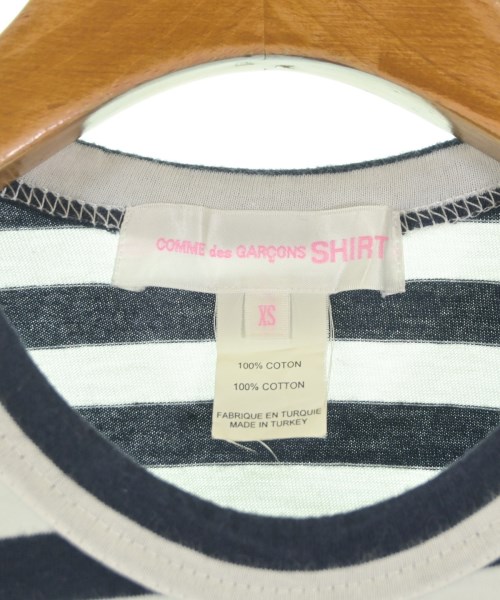 COMME des GARÇONS SHIRT
XS
100% COTON
100% COTTON
FABRIQUE EN TURQUIE
MADE IN TURKEY